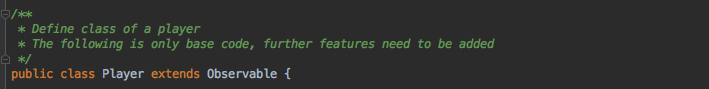 /**
 * Define class of a player
 * The following is only base code, further features need to be added
 */
public class Player extends Observable {